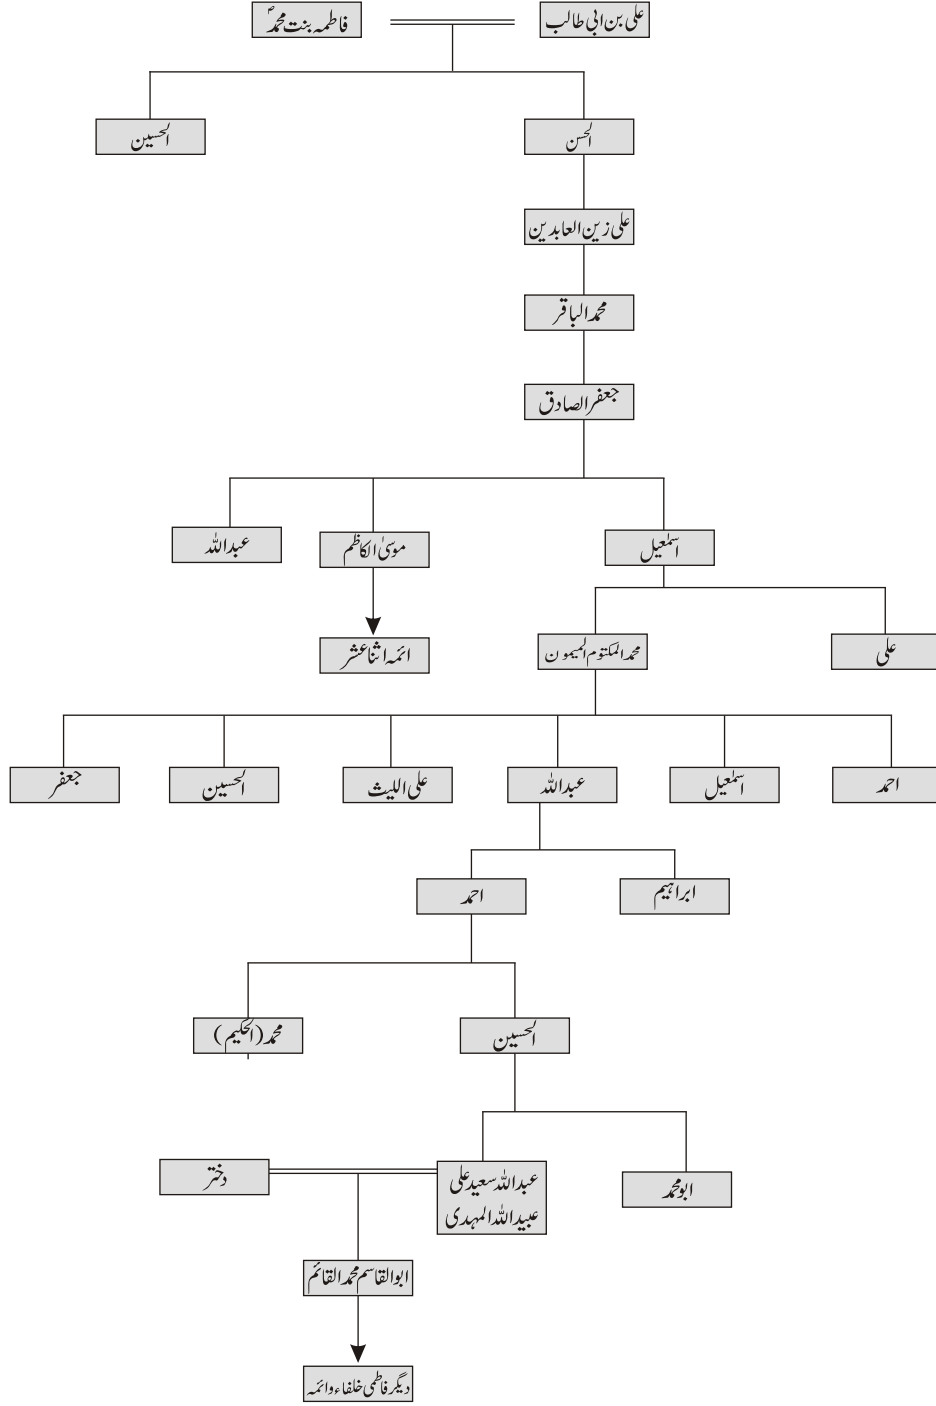 علی بن ابی طالب
فاطمہ بنت محمدؐ
الحسن
الحسین
علی زین العابدین
محمد الباقر
جعفر الصادق
اسمٰعیل
موسیٰ الکاظم
عبداللہ
علی
محمد المکتوم المیمون
ائمہ اثنا عشر
احمد
اسمٰعیل
عبداللہ
علی اللیث
الحسین
جعفر
ابراہیم
احمد
الحسین
محمد (الحکیم)
ابو محمد
عبداللہ سعید علی
عبیداللہ المہدی
دختر
ابوالقاسم محمد القائم
دیگر فاطمی خلفاء و ائمہ